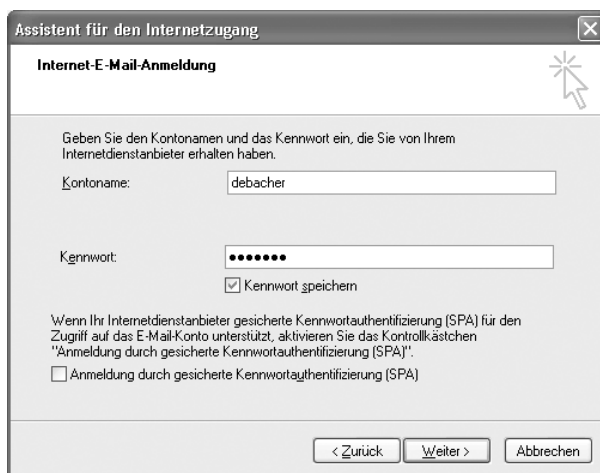 Assistent für den Internetzugang
Internet-E-Mail-Anmeldung
Geben Sie den Kontonamen und das Kennwort ein, die Sie von Ihrem
Internetdienstanbieter erhalten haben.
Kontoname: debacher
Kennwort: •••••••
Kennwort speichern
Wenn Ihr Internetdienstanbieter gesicherte Kennwortauthentifizierung (SPA) für den
Zugriff auf das E-Mail-Konto unterstützt, aktivieren Sie das Kontrollkästchen
"Anmeldung durch gesicherte Kennwortauthentifizierung (SPA)".
Anmeldung durch gesicherte Kennwortauthentifizierung (SPA)
< Zurück Weiter > Abbrechen